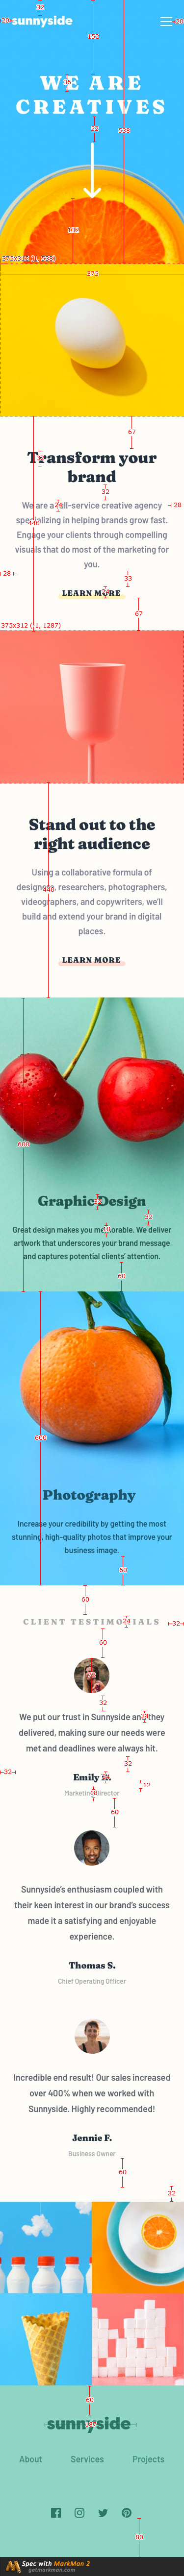 32
20
sunnyside
20
152
WE ARE
CREATIVES
52
538
102
375x312 (0, 538)
375
67
Transform your
brand
32
We are a full-service creative agency
28
specializing in helping brands grow fast.
Engage your clients through compelling
visuals that do most of the marketing for
you.
28
33
LEARN MORE
67
375x312 (-1, 1287)
Stand out to the
right audience
Using a collaborative formula of
designers, researchers, photographers,
videographers, and copywriters, we'll
build and extend your brand in digital
places.
LEARN MORE
600
Graphic Design
32
Great design makes you memorable. We deliver
artwork that underscores your brand message
and captures potential clients' attention.
60
600
Photography
Increase your credibility by getting the most
stunning, high-quality photos that improve your
business image.
60
60
CLIENT TESTIMONIALS
24
32
60
32
We put our trust in Sunnyside and they
delivered, making sure our needs were
met and deadlines were always hit.
32
32
Emily R.
12
Marketing Director
18
60
Sunnyside's enthusiasm coupled with
their keen interest in our brand's success
made it a satisfying and enjoyable
experience.
Thomas S.
Chief Operating Officer
Incredible end result! Our sales increased
over 400% when we worked with
Sunnyside. Highly recommended!
Jennie F.
Business Owner
60
32
60
sunnyside
About
Services
Projects
80
Spec with MarkMan 2
getmarkman.com